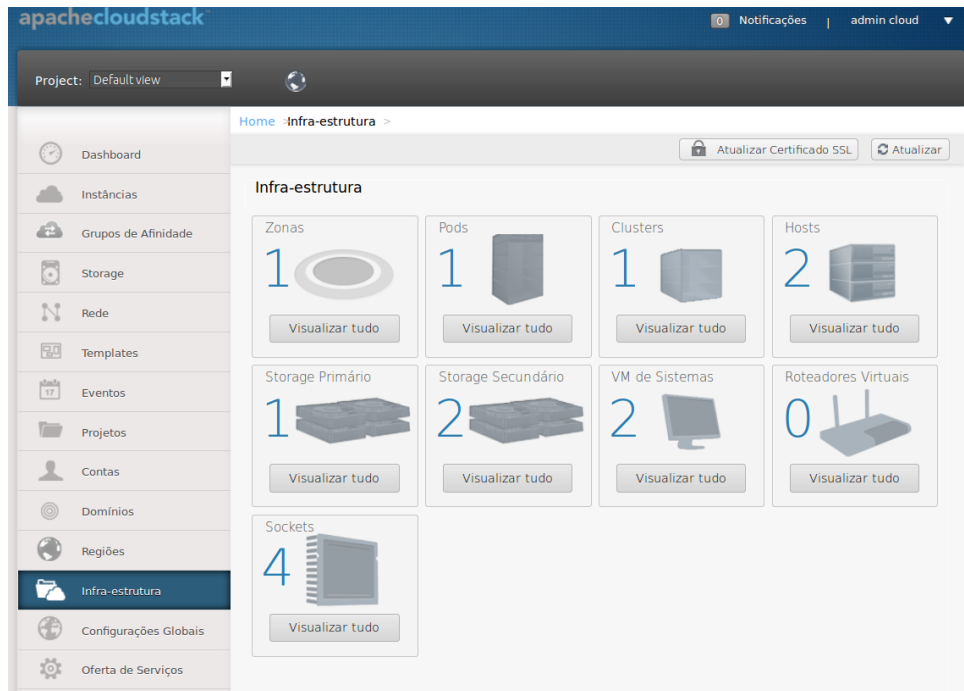 apachecloudstack™
0 Notificações | admin cloud
Project: Default view
Home > Infra-estrutura >
Atualizar Certificado SSL
Atualizar
Dashboard
Instâncias
Grupos de Afinidade
Storage
Rede
Templates
17
Eventos
Projetos
Contas
Domínios
Regiões
Infra-estrutura
Configurações Globais
Oferta de Serviços
Infra-estrutura
Zonas
1
Visualizar tudo
Pods
1
Visualizar tudo
Clusters
1
Visualizar tudo
Hosts
2
Visualizar tudo
Storage Primário
1
Visualizar tudo
Storage Secundário
2
Visualizar tudo
VM de Sistemas
2
Visualizar tudo
Roteadores Virtuais
0
Visualizar tudo
Sockets
4
Visualizar tudo